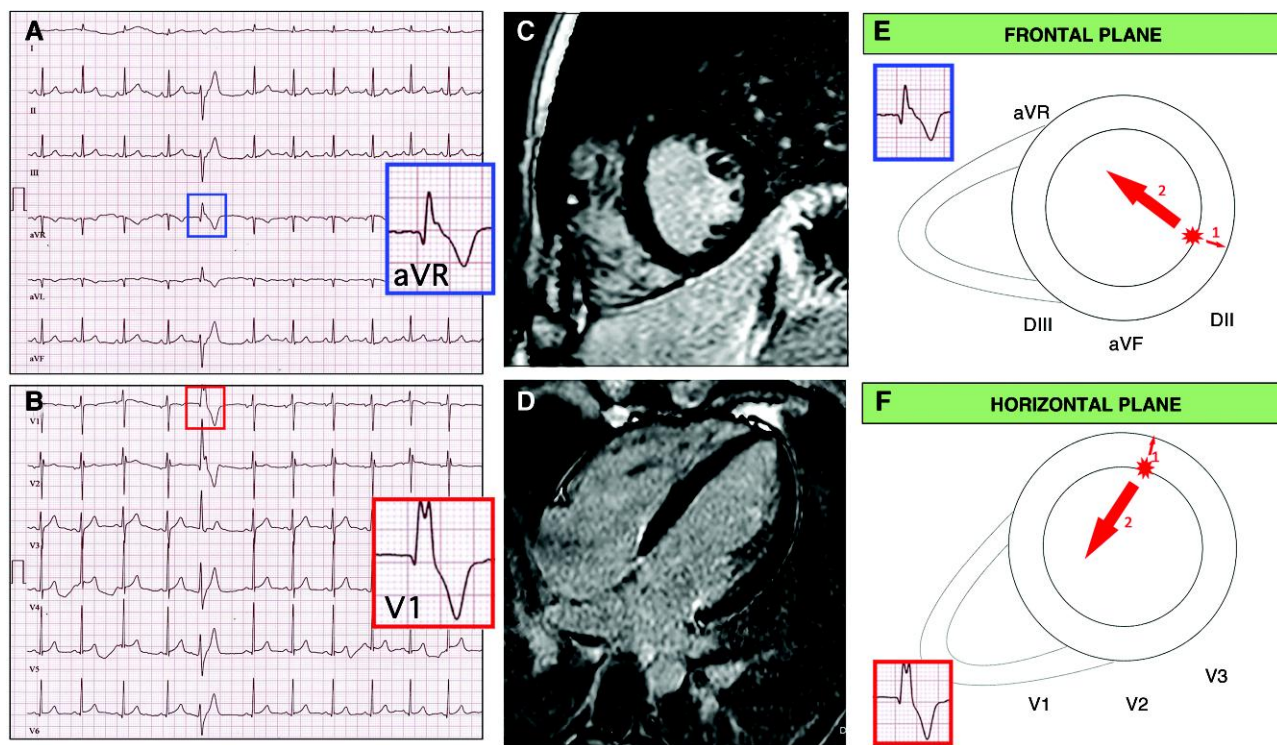 A
I
II
III
aVR
aVL
aVF
aVR
B
V1
V2
V3
V4
V5
V6
V1
C
D
D
E
FRONTAL PLANE
aVR
2
1
DIII
aVF
DII
F
HORIZONTAL PLANE
1
2
V1
V2
V3